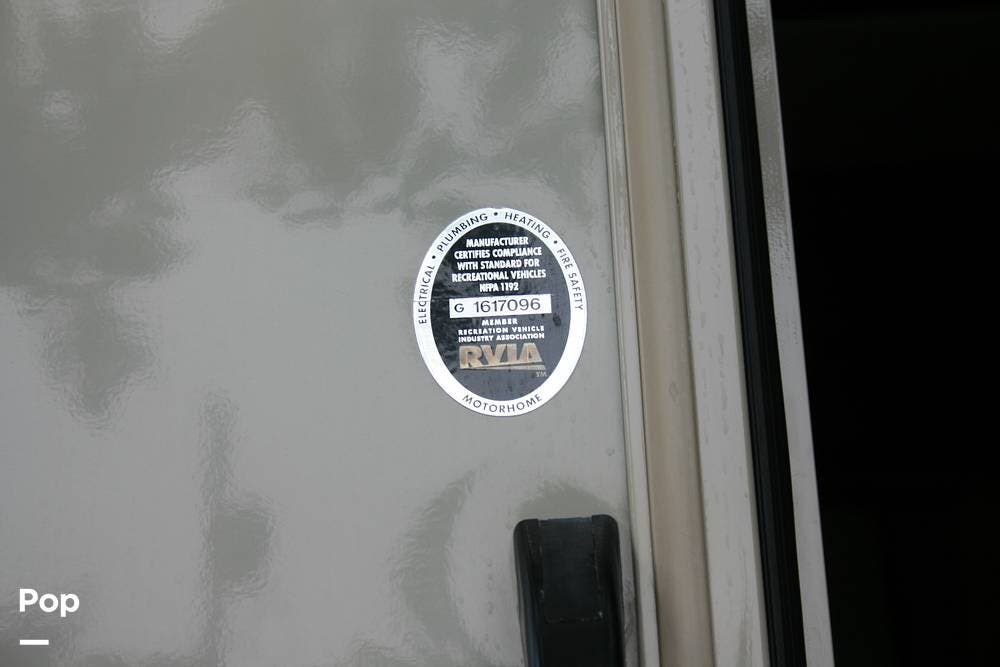 ELECTRICAL • PLUMBING • HEATING • FIRE SAFETY
MANUFACTURER
CERTIFIES COMPLIANCE
WITH STANDARD FOR
RECREATIONAL VEHICLES
NFPA 1192
G 1617096
MEMBER
RECREATION VEHICLE
INDUSTRY ASSOCIATION
RVIA
TM
MOTORHOME
Pop